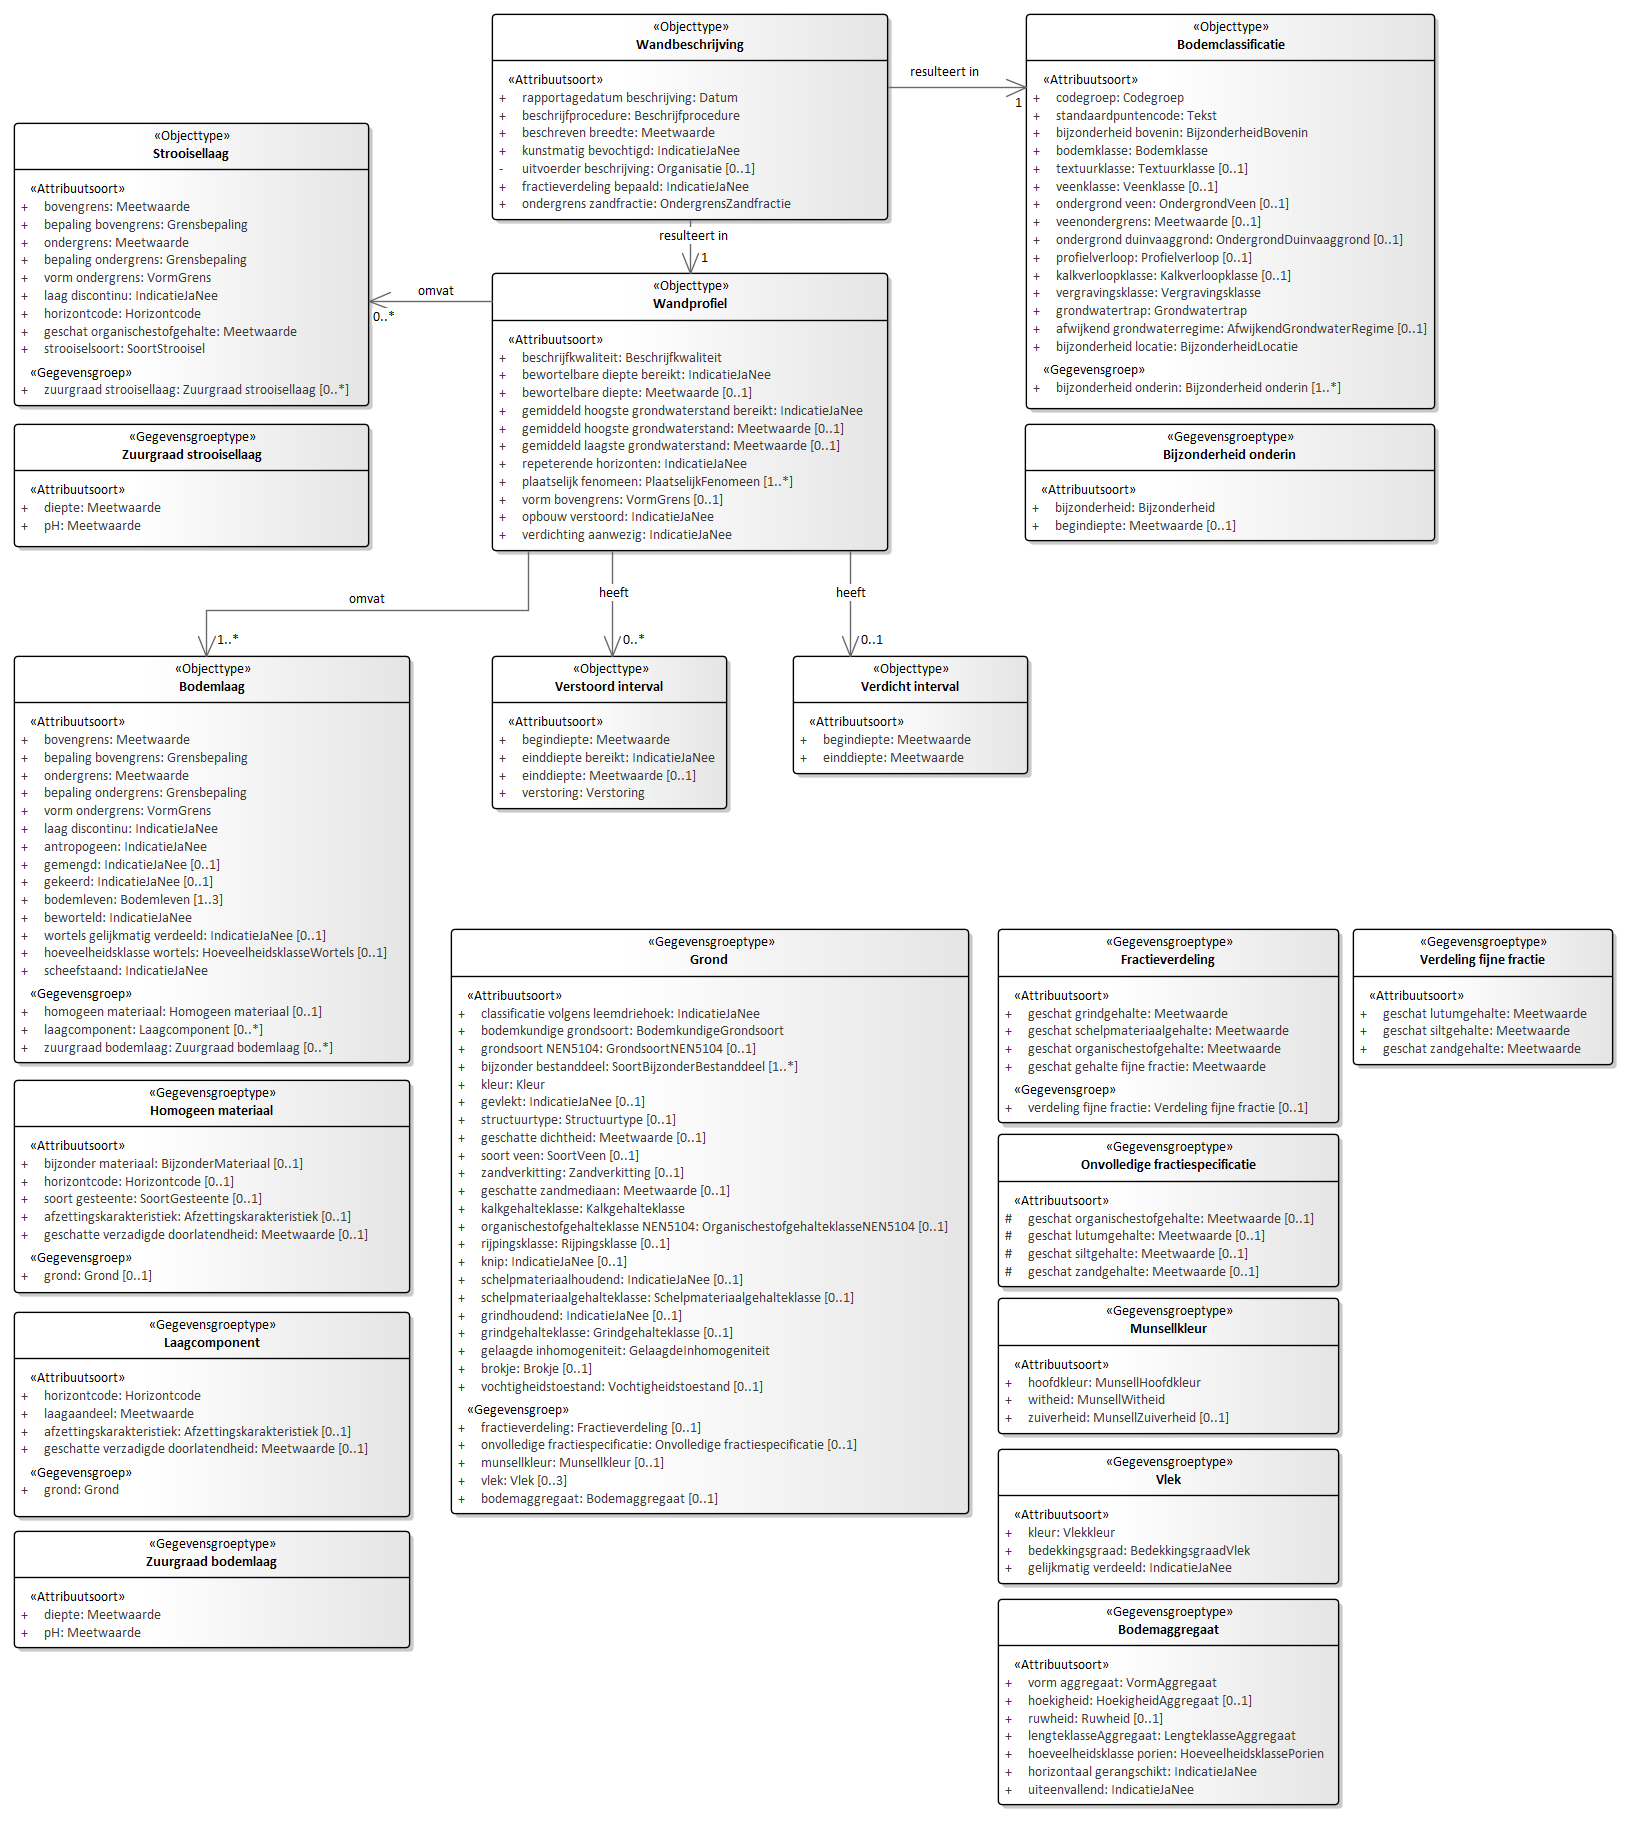 «Objecttype»
Wandbeschrijving
«Attribuutsoort»
+ rapportagedatum beschrijving: Datum
+ beschrijfprocedure: Beschrijfprocedure
+ beschreven breedte: Meetwaarde
+ kunstmatig bevochtigd: IndicatieJaNee
- uitvoerder beschrijving: Organisatie [0..1]
+ fractieverdeling bepaald: IndicatieJaNee
+ ondergrens zandfractie: OndergrensZandfractie
resulteert in
1
«Objecttype»
Bodemclassificatie
«Attribuutsoort»
+ codegroep: Codegroep
+ standaardpuntencode: Tekst
+ bijzonderheid bovenin: BijzonderheidBovenin
+ bodemklasse: Bodemklasse
+ textuurklasse: Textuurklasse [0..1]
+ veenklasse: Veenklasse [0..1]
+ ondergrond veen: OndergrondVeen [0..1]
+ veenondergrens: Meetwaarde [0..1]
+ ondergrond duinvaaggrond: OndergrondDuinvaaggrond [0..1]
+ profielverloop: Profielverloop [0..1]
+ kalkverloopklasse: Kalkverloopklasse [0..1]
+ vergravingsklasse: Vergravingsklasse
+ grondwatertrap: Grondwatertrap
+ afwijkend grondwaterregime: AfwijkendGrondwaterRegime [0..1]
+ bijzonderheid locatie: BijzonderheidLocatie
«Gegevensgroep»
+ bijzonderheid onderin: Bijzonderheid onderin [1..*]
«Objecttype»
Strooisellaag
«Attribuutsoort»
+ bovengrens: Meetwaarde
+ bepaling bovengrens: Grensbepaling
+ ondergrens: Meetwaarde
+ bepaling ondergrens: Grensbepaling
+ vorm ondergrens: VormGrens
+ laag discontinu: IndicatieJaNee
+ horizontcode: Horizontcode
+ geschat organischestofgehalte: Meetwaarde
+ strooiselsoort: SoortStrooisel
«Gegevensgroep»
+ zuurgraad strooisellaag: Zuurgraad strooisellaag [0..*]
resulteert in
1
omvat
0..*
«Objecttype»
Wandprofiel
«Attribuutsoort»
+ beschrijfkwaliteit: Beschrijfkwaliteit
+ bewortelbare diepte bereikt: IndicatieJaNee
+ bewortelbare diepte: Meetwaarde [0..1]
+ gemiddeld hoogste grondwaterstand bereikt: IndicatieJaNee
+ gemiddeld hoogste grondwaterstand: Meetwaarde [0..1]
+ gemiddeld laagste grondwaterstand: Meetwaarde [0..1]
+ repeterende horizonten: IndicatieJaNee
+ plaatselijk fenomeen: PlaatselijkFenomeen [1..*]
+ vorm bovengrens: VormGrens [0..1]
+ opbouw verstoord: IndicatieJaNee
+ verdichting aanwezig: IndicatieJaNee
«Gegevensgroeptype»
Zuurgraad strooisellaag
«Attribuutsoort»
+ diepte: Meetwaarde
+ pH: Meetwaarde
«Gegevensgroeptype»
Bijzonderheid onderin
«Attribuutsoort»
+ bijzonderheid: Bijzonderheid
+ begindiepte: Meetwaarde [0..1]
omvat
1..*
heeft
0..*
heeft
0..1
«Objecttype»
Bodemlaag
«Attribuutsoort»
+ bovengrens: Meetwaarde
+ bepaling bovengrens: Grensbepaling
+ ondergrens: Meetwaarde
+ bepaling ondergrens: Grensbepaling
+ vorm ondergrens: VormGrens
+ laag discontinu: IndicatieJaNee
+ antropogeen: IndicatieJaNee
+ gemengd: IndicatieJaNee [0..1]
+ gekeerd: IndicatieJaNee [0..1]
+ bodemleven: Bodemleven [1..3]
+ beworteld: IndicatieJaNee
+ wortels gelijkmatig verdeeld: IndicatieJaNee [0..1]
+ hoeveelheidsklasse wortels: HoeveelheidsklasseWortels [0..1]
+ scheefstaand: IndicatieJaNee
«Gegevensgroep»
+ homogeen materiaal: Homogeen materiaal [0..1]
+ laagcomponent: Laagcomponent [0..*]
+ zuurgraad bodemlaag: Zuurgraad bodemlaag [0..*]
«Objecttype»
Verstoord interval
«Attribuutsoort»
+ begindiepte: Meetwaarde
+ einddiepte bereikt: IndicatieJaNee
+ einddiepte: Meetwaarde [0..1]
+ verstoring: Verstoring
«Objecttype»
Verdicht interval
«Attribuutsoort»
+ begindiepte: Meetwaarde
+ einddiepte: Meetwaarde
«Gegevensgroeptype»
Homogeen materiaal
«Attribuutsoort»
+ bijzonder materiaal: BijzonderMateriaal [0..1]
+ horizontcode: Horizontcode [0..1]
+ soort gesteente: SoortGesteente [0..1]
+ afzettingskarakteristiek: Afzettingskarakteristiek [0..1]
+ geschatte verzadigde doorlatendheid: Meetwaarde [0..1]
«Gegevensgroep»
+ grond: Grond [0..1]
«Gegevensgroeptype»
Laagcomponent
«Attribuutsoort»
+ horizontcode: Horizontcode
+ laagaandeel: Meetwaarde
+ afzettingskarakteristiek: Afzettingskarakteristiek [0..1]
+ geschatte verzadigde doorlatendheid: Meetwaarde [0..1]
«Gegevensgroep»
+ grond: Grond
«Gegevensgroeptype»
Zuurgraad bodemlaag
«Attribuutsoort»
+ diepte: Meetwaarde
+ pH: Meetwaarde
«Gegevensgroeptype»
Grond
«Attribuutsoort»
+ classificatie volgens leemdriehoek: IndicatieJaNee
+ bodemkundige grondsoort: BodemkundigeGrondsoort
+ grondsoort NEN5104: GrondsoortNEN5104 [0..1]
+ bijzonder bestanddeel: SoortBijzonderBestanddeel [1..*]
+ kleur: Kleur
+ gevlekt: IndicatieJaNee [0..1]
+ structuurtype: Structuurtype [0..1]
+ geschatte dichtheid: Meetwaarde [0..1]
+ soort veen: SoortVeen [0..1]
+ zandverkitting: Zandverkitting [0..1]
+ geschatte zandmediaan: Meetwaarde [0..1]
+ kalkgehalteklasse: Kalkgehalteklasse
+ organischestofgehalteklasse NEN5104: OrganischestofgehalteklasseNEN5104 [0..1]
+ rijpingsklasse: Rijpingsklasse [0..1]
+ knip: IndicatieJaNee [0..1]
+ schelpmateriaalhoudend: IndicatieJaNee [0..1]
+ schelpmateriaalgehalteklasse: Schelpmateriaalgehalteklasse [0..1]
+ grindhoudend: IndicatieJaNee [0..1]
+ grindgehalteklasse: Grindgehalteklasse [0..1]
+ gelaagde inhomogeniteit: GelaagdeInhomogeniteit
+ brokje: Brokje [0..1]
+ vochtigheidstoestand: Vochtigheidstoestand [0..1]
«Gegevensgroep»
+ fractieverdeling: Fractieverdeling [0..1]
+ onvolledige fractiespecificatie: Onvolledige fractiespecificatie [0..1]
+ munsellkleur: Munsellkleur [0..1]
+ vlek: Vlek [0..3]
+ bodemaggregaat: Bodemaggregaat [0..1]
«Gegevensgroeptype»
Fractieverdeling
«Attribuutsoort»
+ geschat grindgehalte: Meetwaarde
+ geschat schelpmateriaalgehalte: Meetwaarde
+ geschat organischestofgehalte: Meetwaarde
+ geschat gehalte fijne fractie: Meetwaarde
«Gegevensgroep»
+ verdeling fijne fractie: Verdeling fijne fractie [0..1]
«Gegevensgroeptype»
Verdeling fijne fractie
«Attribuutsoort»
+ geschat lutumgehalte: Meetwaarde
+ geschat siltgehalte: Meetwaarde
+ geschat zandgehalte: Meetwaarde
«Gegevensgroeptype»
Onvolledige fractiespecificatie
«Attribuutsoort»
# geschat organischestofgehalte: Meetwaarde [0..1]
# geschat lutumgehalte: Meetwaarde [0..1]
# geschat siltgehalte: Meetwaarde [0..1]
# geschat zandgehalte: Meetwaarde [0..1]
«Gegevensgroeptype»
Munsellkleur
«Attribuutsoort»
+ hoofdkleur: MunsellHoofdkleur
+ witheid: MunsellWitheid
+ zuiverheid: MunsellZuiverheid [0..1]
«Gegevensgroeptype»
Vlek
«Attribuutsoort»
+ kleur: Vlekkleur
+ bedekkingsgraad: BedekkingsgraadVlek
+ gelijkmatig verdeeld: IndicatieJaNee
«Gegevensgroeptype»
Bodemaggregaat
«Attribuutsoort»
+ vorm aggregaat: VormAggregaat
+ hoekigheid: HoekigheidAggregaat [0..1]
+ ruwheid: Ruwheid [0..1]
+ lengteklasseAggregaat: LengteklasseAggregaat
+ hoeveelheidsklasse porien: HoeveelheidsklassePorien
+ horizontaal gerangschikt: IndicatieJaNee
+ uiteenvallend: IndicatieJaNee